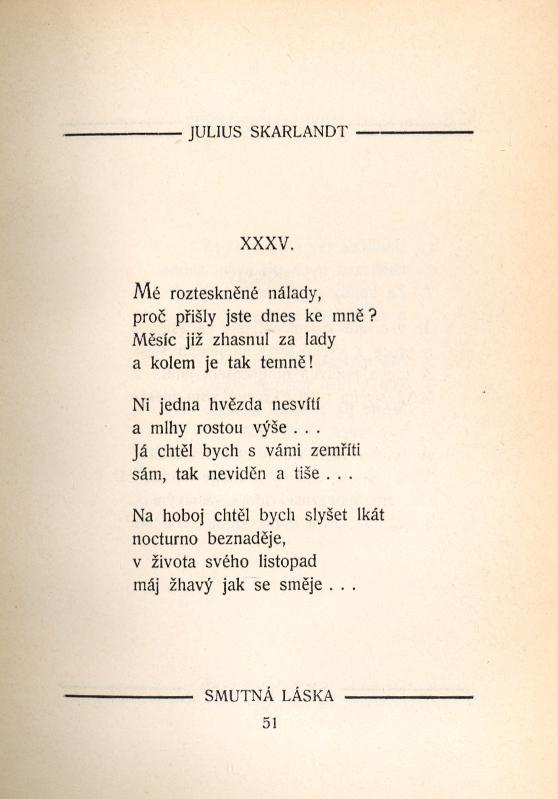 JULIUS SKARLANDT
XXXV.
Mé rozteskněné nálady,
proč přišly jste dnes ke mně?
Měsíc již zhasnul za lady
a kolem je tak temně!
Ni jedna hvězda nesvítí
a mlhy rostou výše...
Já chtěl bych s vámi zemříti
sám, tak neviděn a tiše...
Na hoboj chtěl bych slyšet lkát
nocturno beznaděje,
v života svého listopad
máj žhavý jak se směje...
SMUTNÁ LÁSKA
51